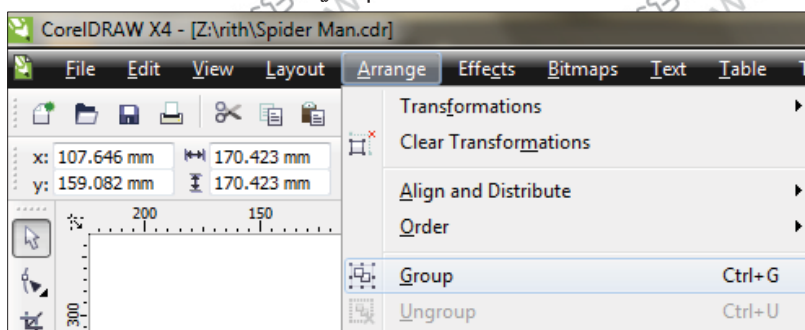 CorelDRAW X4 - [Z:\rith\Spider Man.cdr]
File Edit View Layout Arrange Effects Bitmaps Text Table
Transformations
Clear Transformations
x: 107.646 mm 170.423 mm
y: 159.082 mm 170.423 mm
Align and Distribute
200 150
Order
Group Ctrl+G
300
Ungroup Ctrl+U